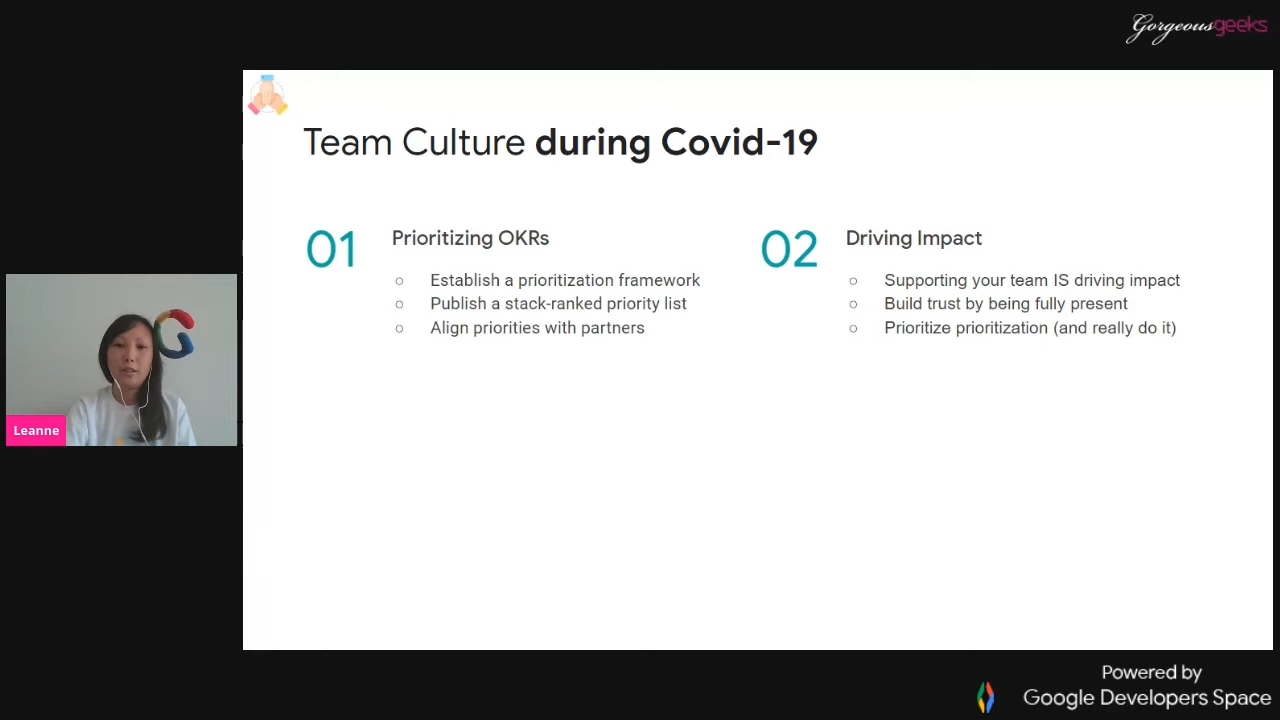 Gorgeousgeeks
Team Culture during Covid-19
01
Prioritizing OKRs
○ Establish a prioritization framework
○ Publish a stack-ranked priority list
○ Align priorities with partners
02
Driving Impact
○ Supporting your team IS driving impact
○ Build trust by being fully present
○ Prioritize prioritization (and really do it)
Leanne
Powered by
Google Developers Space